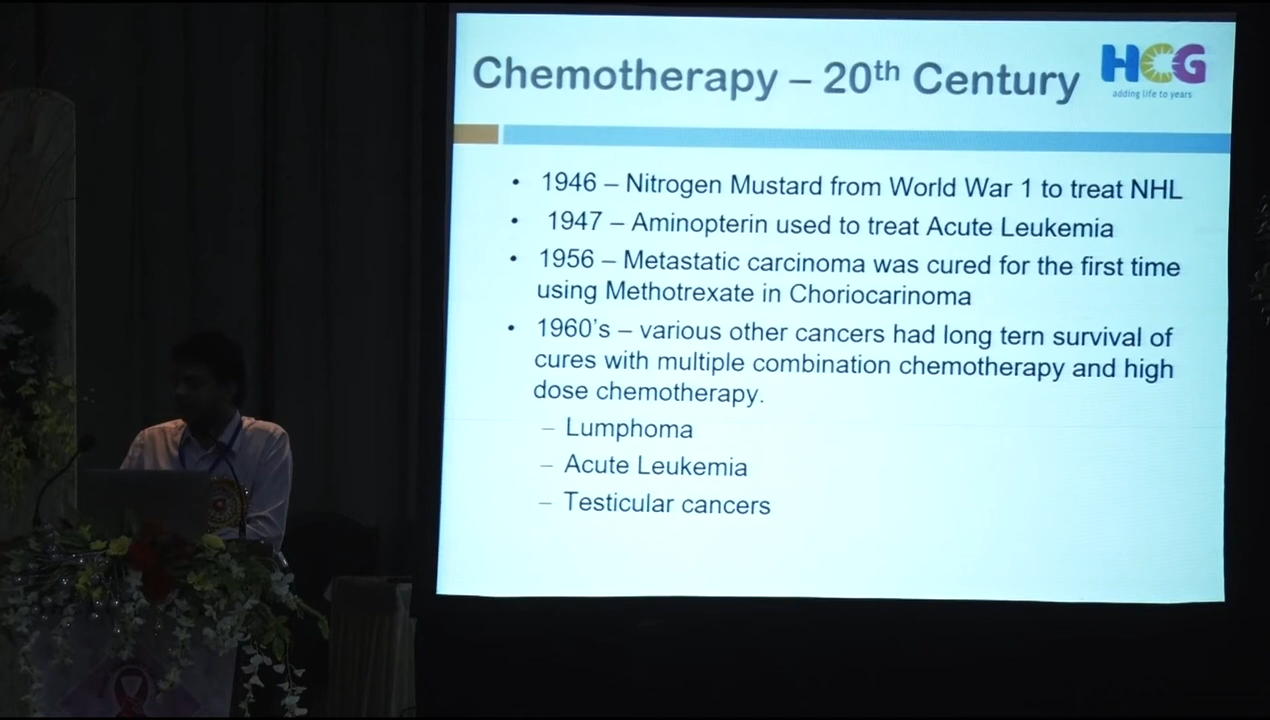 Chemotherapy – 20th Century
HCG
adding life to years
• 1946 – Nitrogen Mustard from World War 1 to treat NHL
• 1947 – Aminopterin used to treat Acute Leukemia
• 1956 – Metastatic carcinoma was cured for the first time
using Methotrexate in Choriocarinoma
• 1960's – various other cancers had long tern survival of
cures with multiple combination chemotherapy and high
dose chemotherapy.
– Lumphoma
– Acute Leukemia
– Testicular cancers